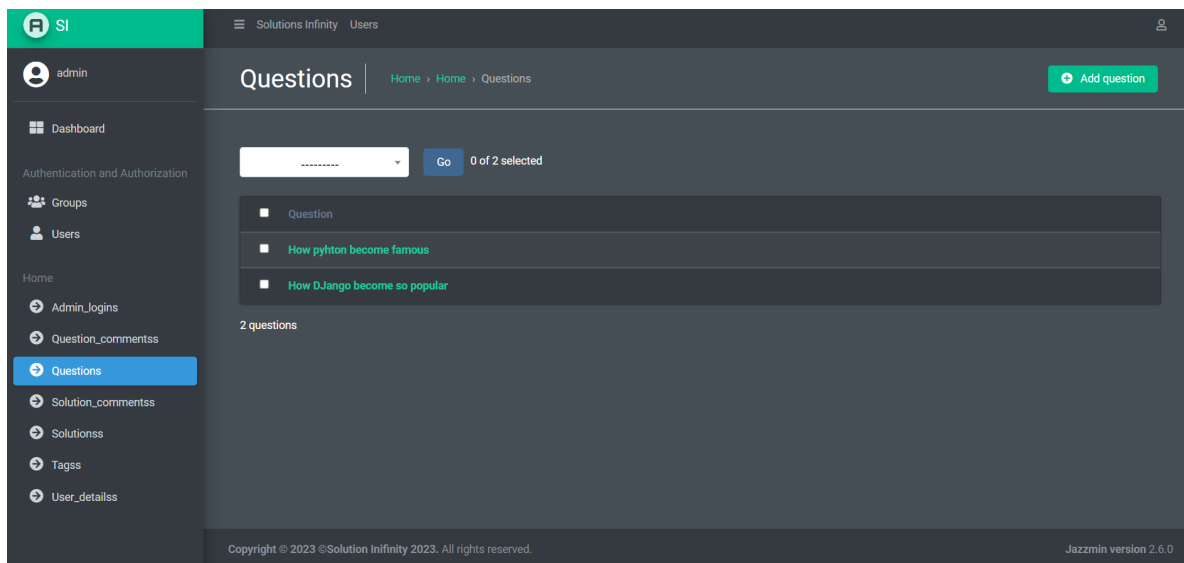 SI
Solutions Infinity Users
admin
Questions
Home › Home › Questions
Add question
Dashboard
Authentication and Authorization
Groups
Users
Home
Admin_logins
Question_commentss
Questions
Solution_commentss
Solutionss
Tagss
User_detailss
---------
Go
0 of 2 selected
Question
How pyhton become famous
How DJango become so popular
2 questions
Copyright © 2023 ©Solution Inifinity 2023. All rights reserved.
Jazzmin version 2.6.0